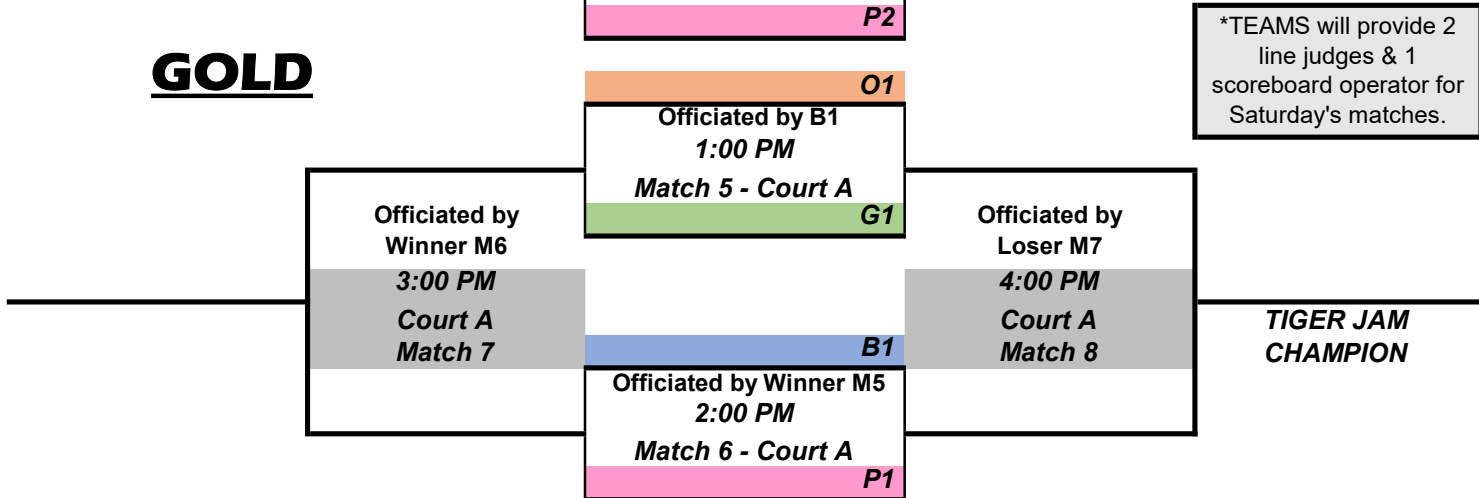 P2
*TEAMS will provide 2
line judges & 1
scoreboard operator for
Saturday's matches.
GOLD
O1
Officiated by B1
1:00 PM
Match 5 - Court A
G1
Officiated by
Winner M6
3:00 PM
Court A
Match 7
Officiated by
Loser M7
4:00 PM
Court A
Match 8
TIGER JAM
CHAMPION
B1
Officiated by Winner M5
2:00 PM
Match 6 - Court A
P1